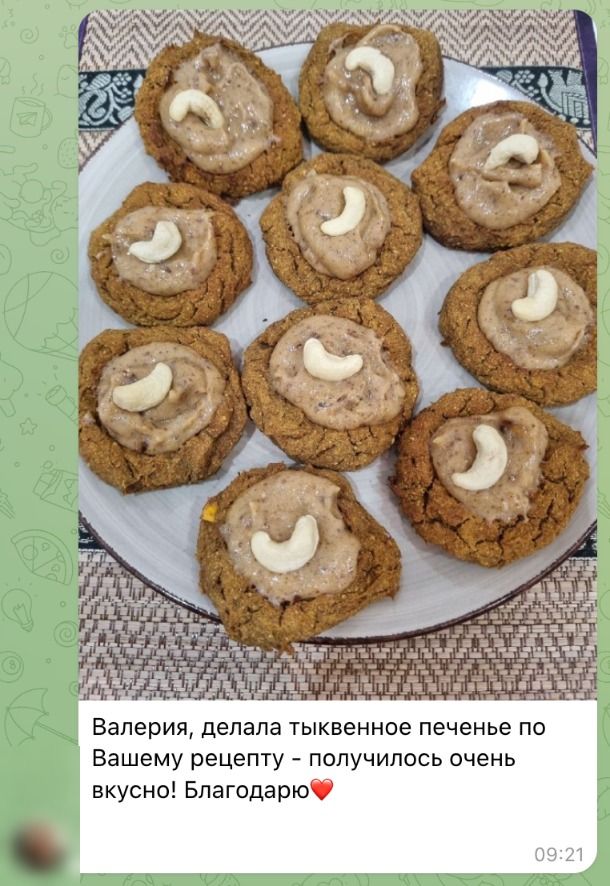 Валерия, делала тыквенное печенье по
Вашему рецепту - получилось очень
вкусно! Благодарю❤️
09:21